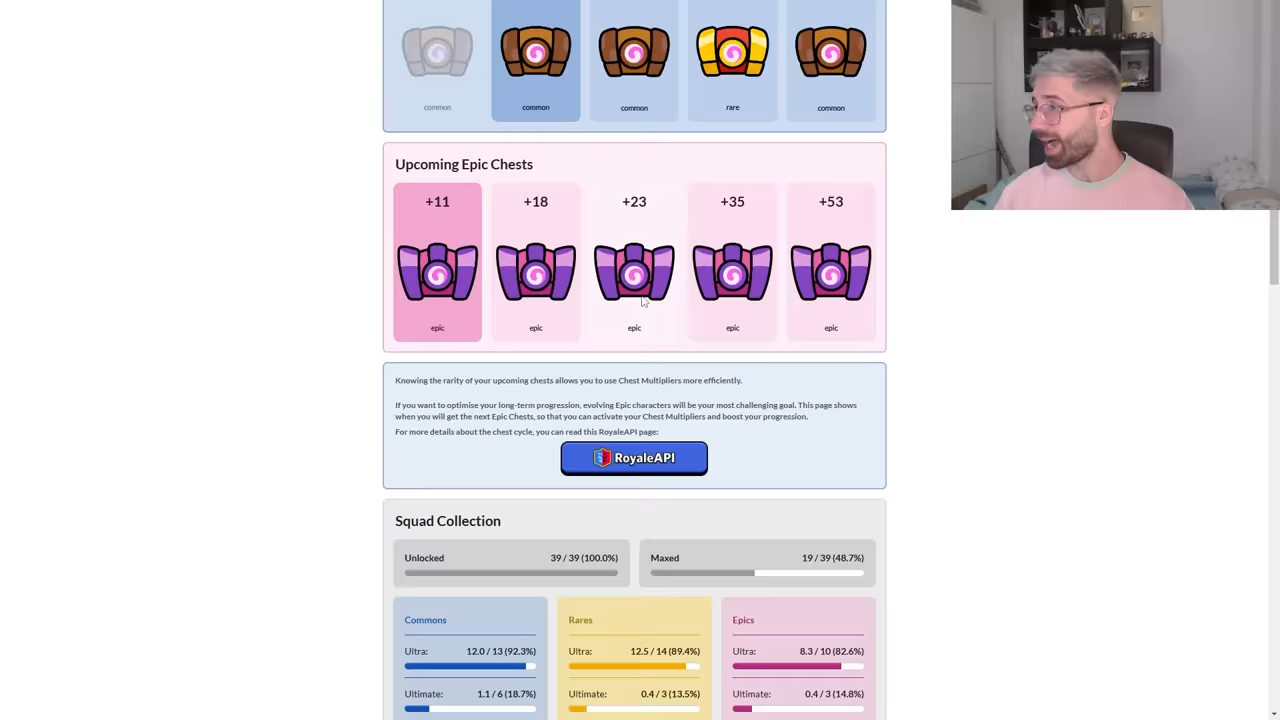 common common common rare common
Upcoming Epic Chests
+11 +18 +23 +35 +53
epic epic epic epic epic
Knowing the rarity of your upcoming chests allows you to use Chest Multipliers more efficiently.
If you want to optimise your long-term progression, evolving Epic characters will be your most challenging goal. This page shows
when you will get the next Epic Chests, so that you can activate your Chest Multipliers and boost your progression.
For more details about the chest cycle, you can read this RoyaleAPI page:
RoyaleAPI
Squad Collection
Unlocked 39 / 39 (100.0%) Maxed 19 / 39 (48.7%)
Commons Rares Epics
Ultra: 12.0 / 13 (92.3%) Ultra: 12.5 / 14 (89.4%) Ultra: 8.3 / 10 (82.6%)
Ultimate: 1.1 / 6 (18.7%) Ultimate: 0.4 / 3 (13.5%) Ultimate: 0.4 / 3 (14.8%)